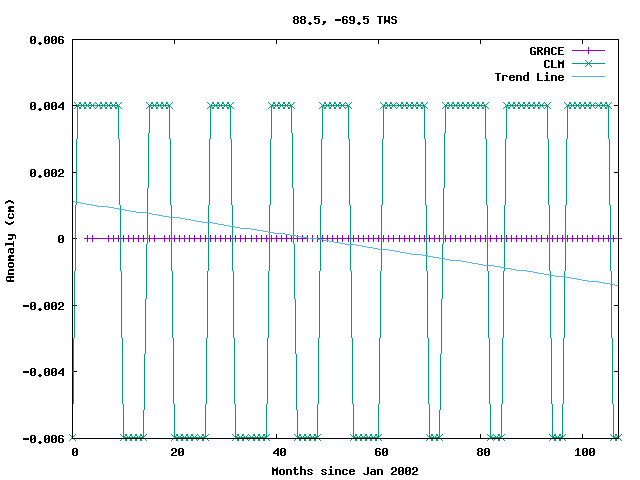 88.5, -69.5 TWS
GRACE
CLM
Trend Line
0.006
0.004
0.002
0
-0.002
-0.004
-0.006
Anomaly (cm)
0 20 40 60 80 100
Months since Jan 2002